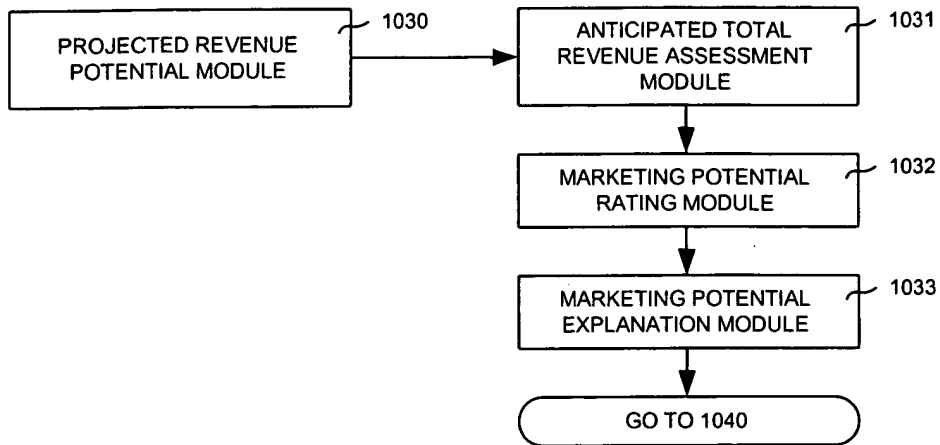 1030
PROJECTED REVENUE
POTENTIAL MODULE
1031
ANTICIPATED TOTAL
REVENUE ASSESSMENT
MODULE
1032
MARKETING POTENTIAL
RATING MODULE
1033
MARKETING POTENTIAL
EXPLANATION MODULE
GO TO 1040